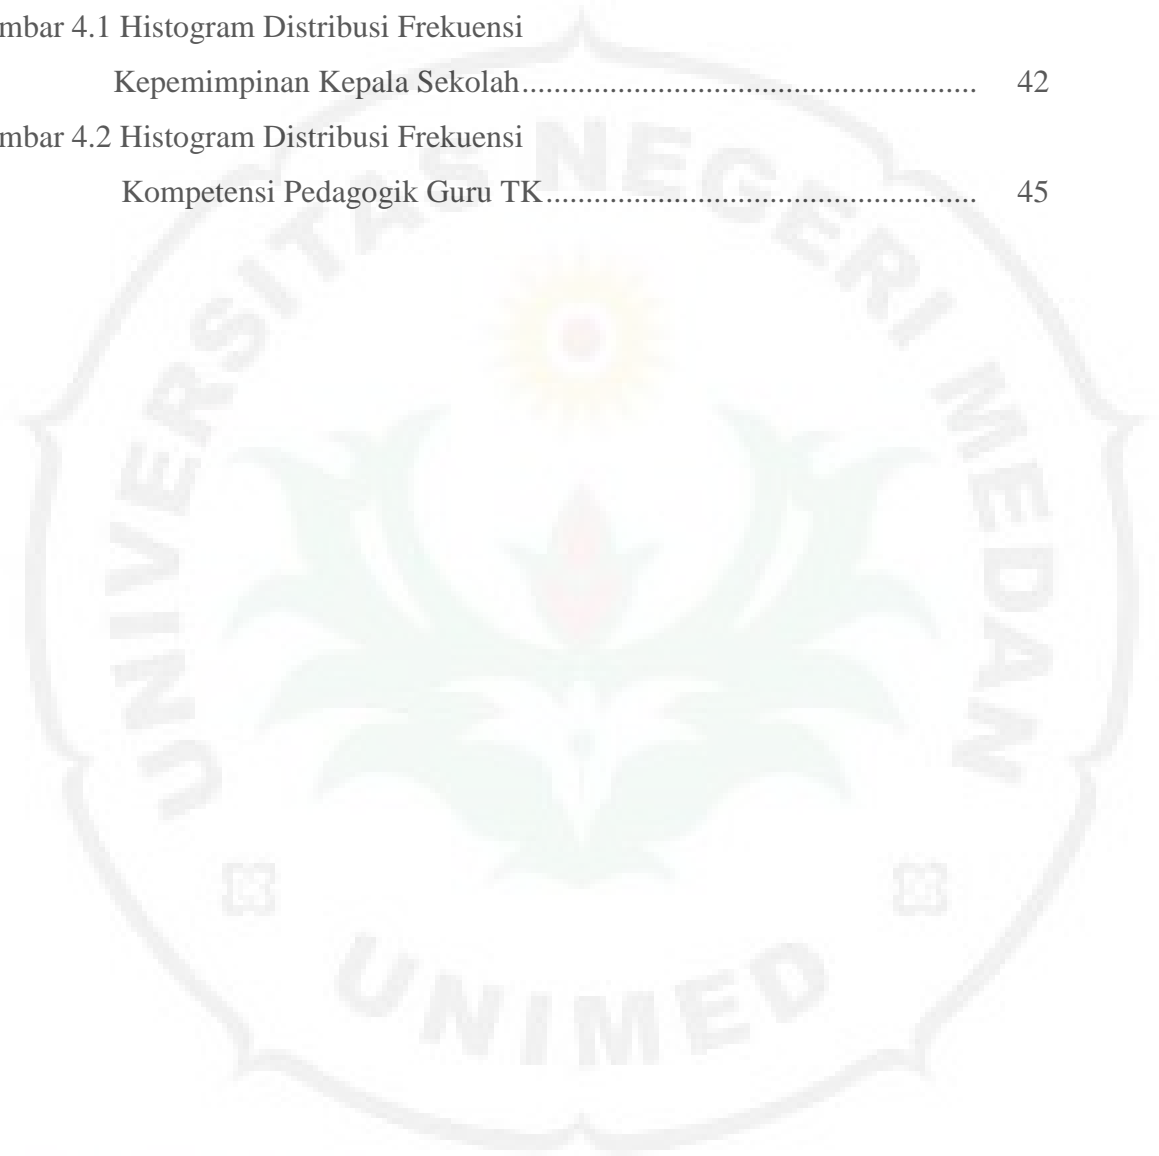 mbar 4.1 Histogram Distribusi Frekuensi
Kepemimpinan Kepala Sekolah......................................................... 42
mbar 4.2 Histogram Distribusi Frekuensi
Kompetensi Pedagogik Guru TK...................................................... 45
UNIVERSITAS NEGERI MEDAN
UNIMED